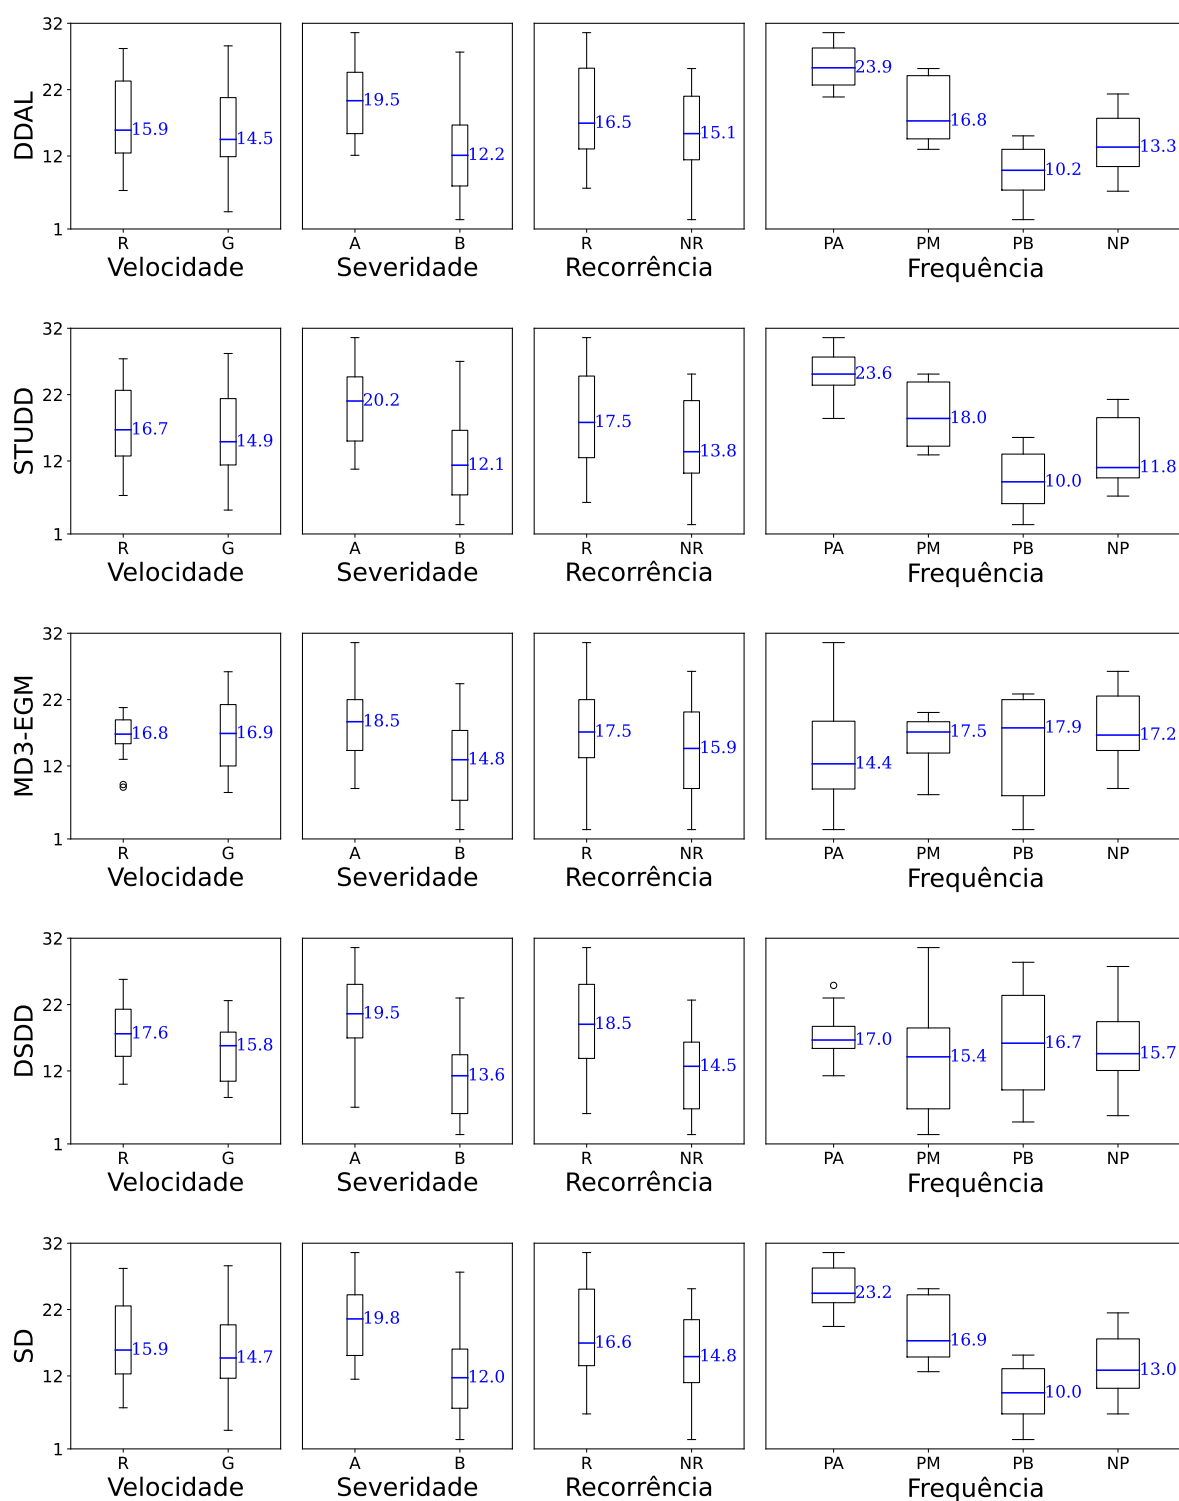 32
22
12
1
DDAL
15.9
14.5
R G
Velocidade
19.5
12.2
A B
Severidade
16.5
15.1
R NR
Recorrência
23.9
16.8
10.2
13.3
PA PM PB NP
Frequência
32
22
12
1
STUDD
16.7
14.9
R G
Velocidade
20.2
12.1
A B
Severidade
17.5
13.8
R NR
Recorrência
23.6
18.0
10.0
11.8
PA PM PB NP
Frequência
32
22
12
1
MD3-EGM
16.8
16.9
R G
Velocidade
18.5
14.8
A B
Severidade
17.5
15.9
R NR
Recorrência
14.4
17.5
17.9
17.2
PA PM PB NP
Frequência
32
22
12
1
DSDD
17.6
15.8
R G
Velocidade
19.5
13.6
A B
Severidade
18.5
14.5
R NR
Recorrência
17.0
15.4
16.7
15.7
PA PM PB NP
Frequência
32
22
12
1
SD
15.9
14.7
R G
Velocidade
19.8
12.0
A B
Severidade
16.6
14.8
R NR
Recorrência
23.2
16.9
10.0
13.0
PA PM PB NP
Frequência